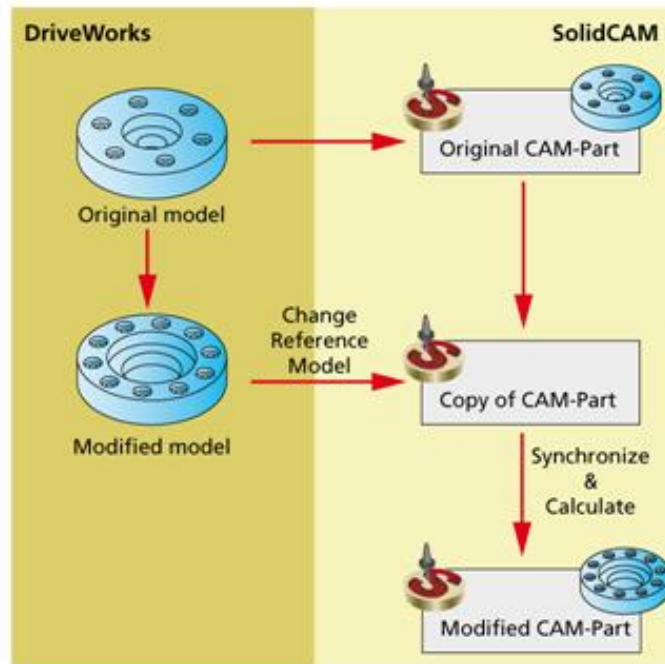 DriveWorks
SolidCAM
Original model
Original CAM-Part
Change
Reference
Model
Copy of CAM-Part
Modified model
Synchronize
&
Calculate
Modified CAM-Part